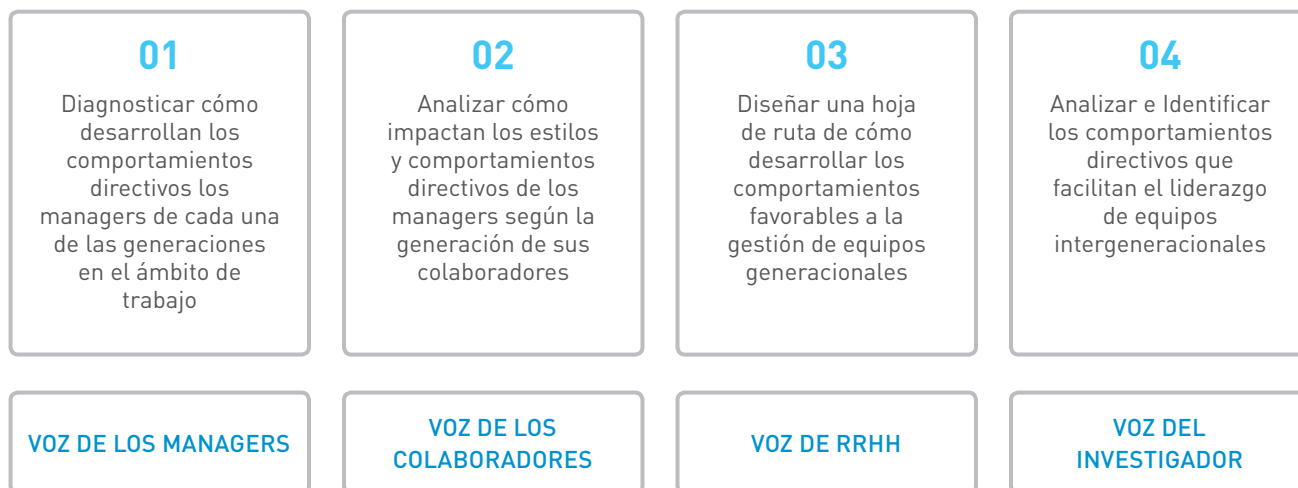 01
Diagnosticar cómo
desarrollan los
comportamientos
directivos los
managers de cada una
de las generaciones
en el ámbito de
trabajo
02
Analizar cómo
impactan los estilos
y comportamientos
directivos de los
managers según la
generación de sus
colaboradores
03
Diseñar una hoja
de ruta de cómo
desarrollar los
comportamientos
favorables a la
gestión de equipos
generacionales
04
Analizar e Identificar
los comportamientos
directivos que
facilitan el liderazgo
de equipos
intergeneracionales
VOZ DE LOS MANAGERS
VOZ DE LOS
COLABORADORES
VOZ DE RRHH
VOZ DEL
INVESTIGADOR